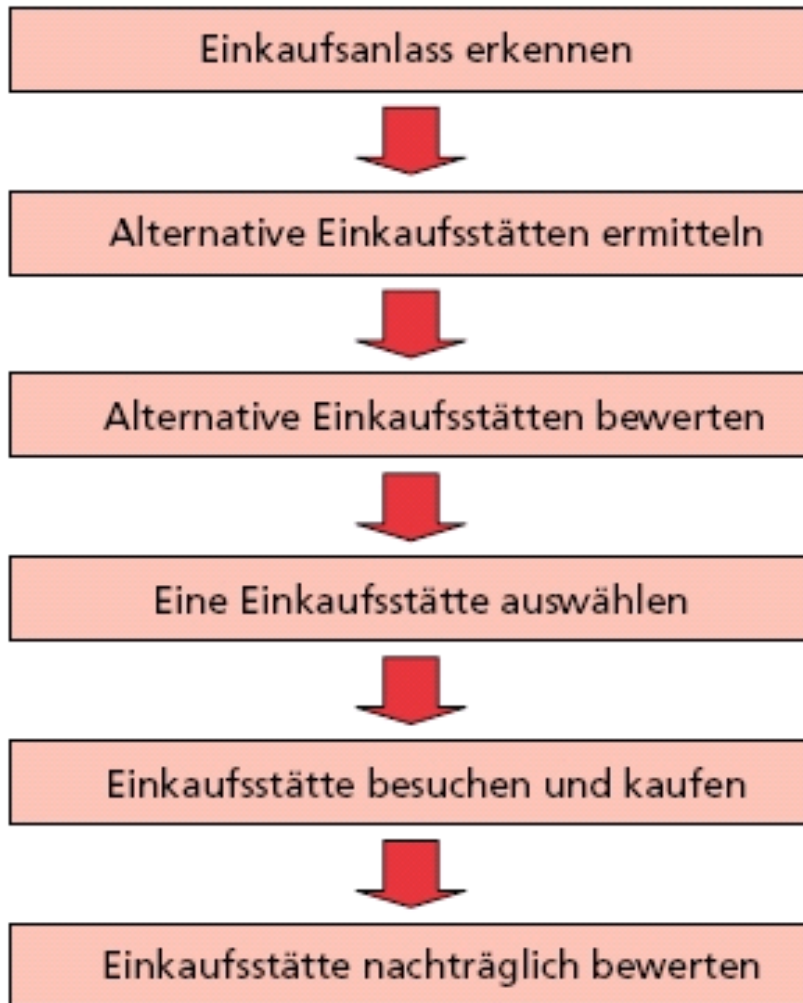 Einkaufsanlass erkennen
Alternative Einkaufsstätten ermitteln
Alternative Einkaufsstätten bewerten
Eine Einkaufsstätte auswählen
Einkaufsstätte besuchen und kaufen
Einkaufsstätte nachträglich bewerten